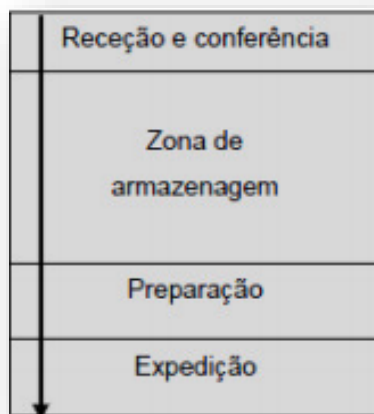 Receção e conferência
Zona de
armazenagem
Preparação
Expedição